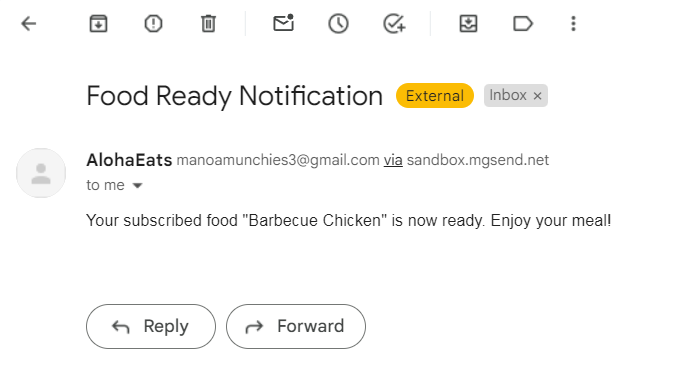 Food Ready Notification External Inbox ×
AlohaEats manoamunchies3@gmail.com via sandbox.mgsend.net
to me
Your subscribed food "Barbecue Chicken" is now ready. Enjoy your meal!
Reply Forward